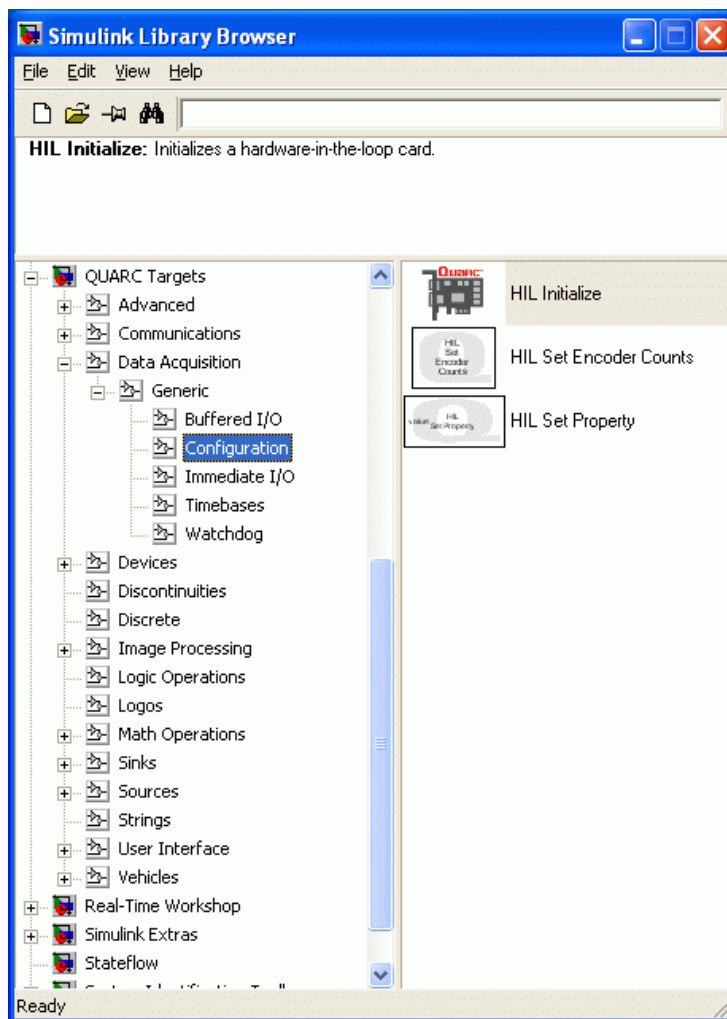 Simulink Library Browser
File Edit View Help
HIL Initialize: Initializes a hardware-in-the-loop card.
QUARC Targets
Advanced
Communications
Data Acquisition
Generic
Buffered I/O
Configuration
Immediate I/O
Timebases
Watchdog
Devices
Discontinuities
Discrete
Image Processing
Logic Operations
Logos
Math Operations
Sinks
Sources
Strings
User Interface
Vehicles
Real-Time Workshop
Simulink Extras
Stateflow
Quarc
HIL Initialize
HIL
Set
Encoder
Counts
HIL Set Encoder Counts
value
HIL
Set Property
HIL Set Property
Ready